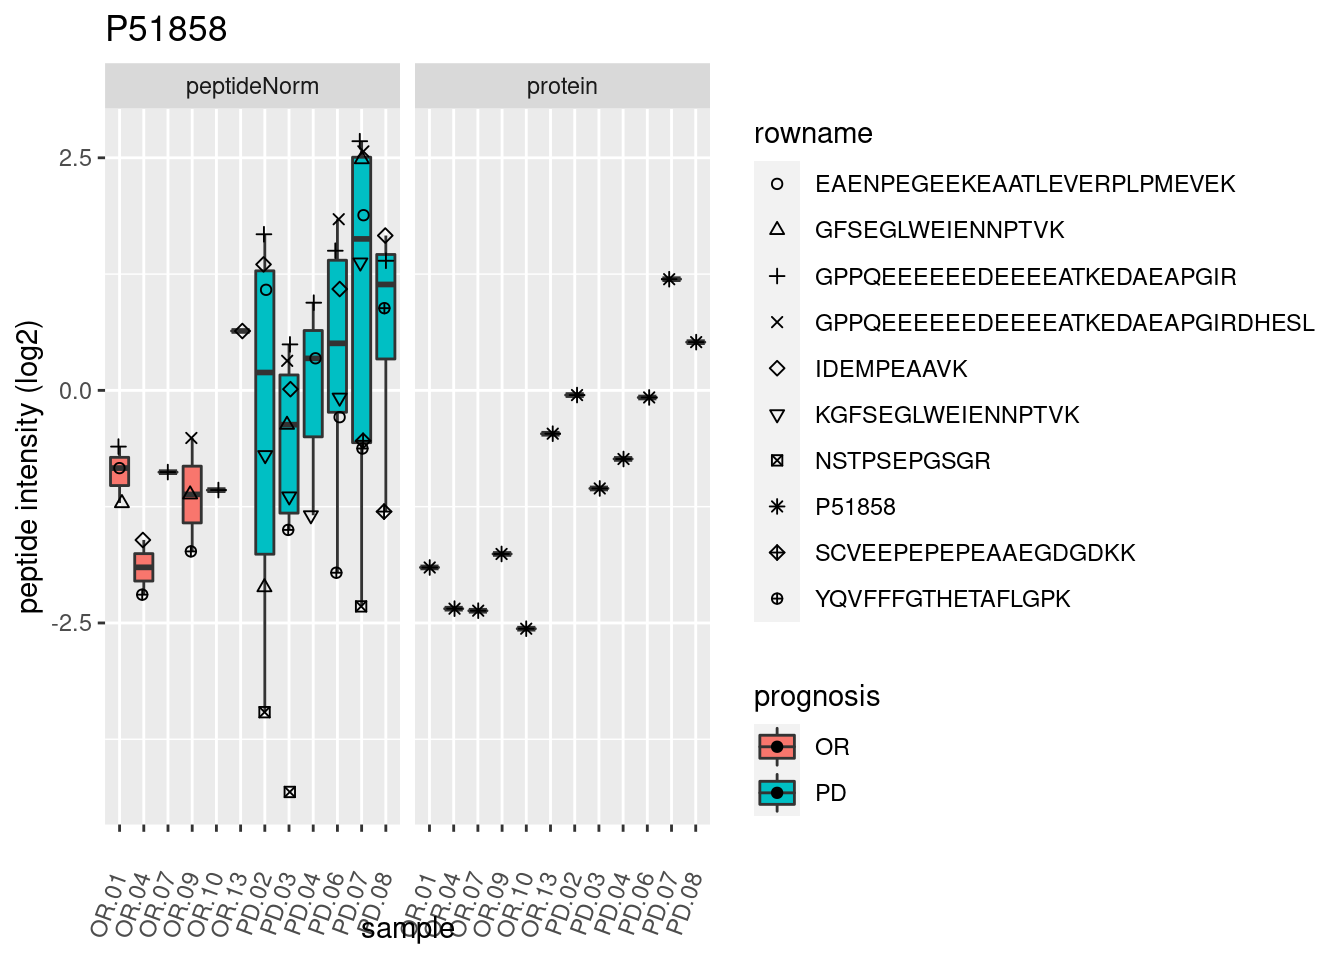 P51858
peptideNorm
protein
peptide intensity (log2)
2.5
0.0
-2.5
OR.01
OR.04
OR.07
OR.09
OR.10
OR.13
PD.02
PD.03
PD.04
PD.06
PD.07
PD.08
OR.01
OR.04
OR.07
OR.09
OR.10
OR.13
PD.02
PD.03
PD.04
PD.06
PD.07
PD.08
sample
rowname
EAENPEGEEKEAATLEVERPLPMEVEK
GFSEGLWEIENNPTVK
GPPQEEEEEEDEEEEATKEDAEAPGIR
GPPQEEEEEEDEEEEATKEDAEAPGIRDHESL
IDEMPEAAVK
KGFSEGLWEIENNPTVK
NSTPSEPGSGR
P51858
SCVEEPEPEPEAAEGDGDKK
YQVFFFGTHETAFLGPK
prognosis
OR
PD